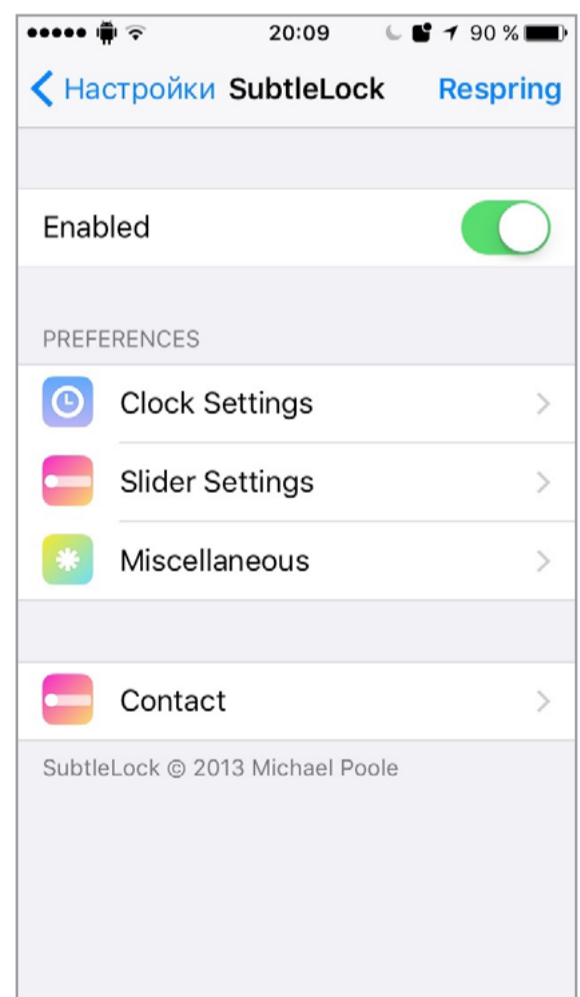 20:09 90 %
Настройки SubtleLock Respring
Enabled
PREFERENCES
Clock Settings
Slider Settings
Miscellaneous
Contact
SubtleLock © 2013 Michael Poole